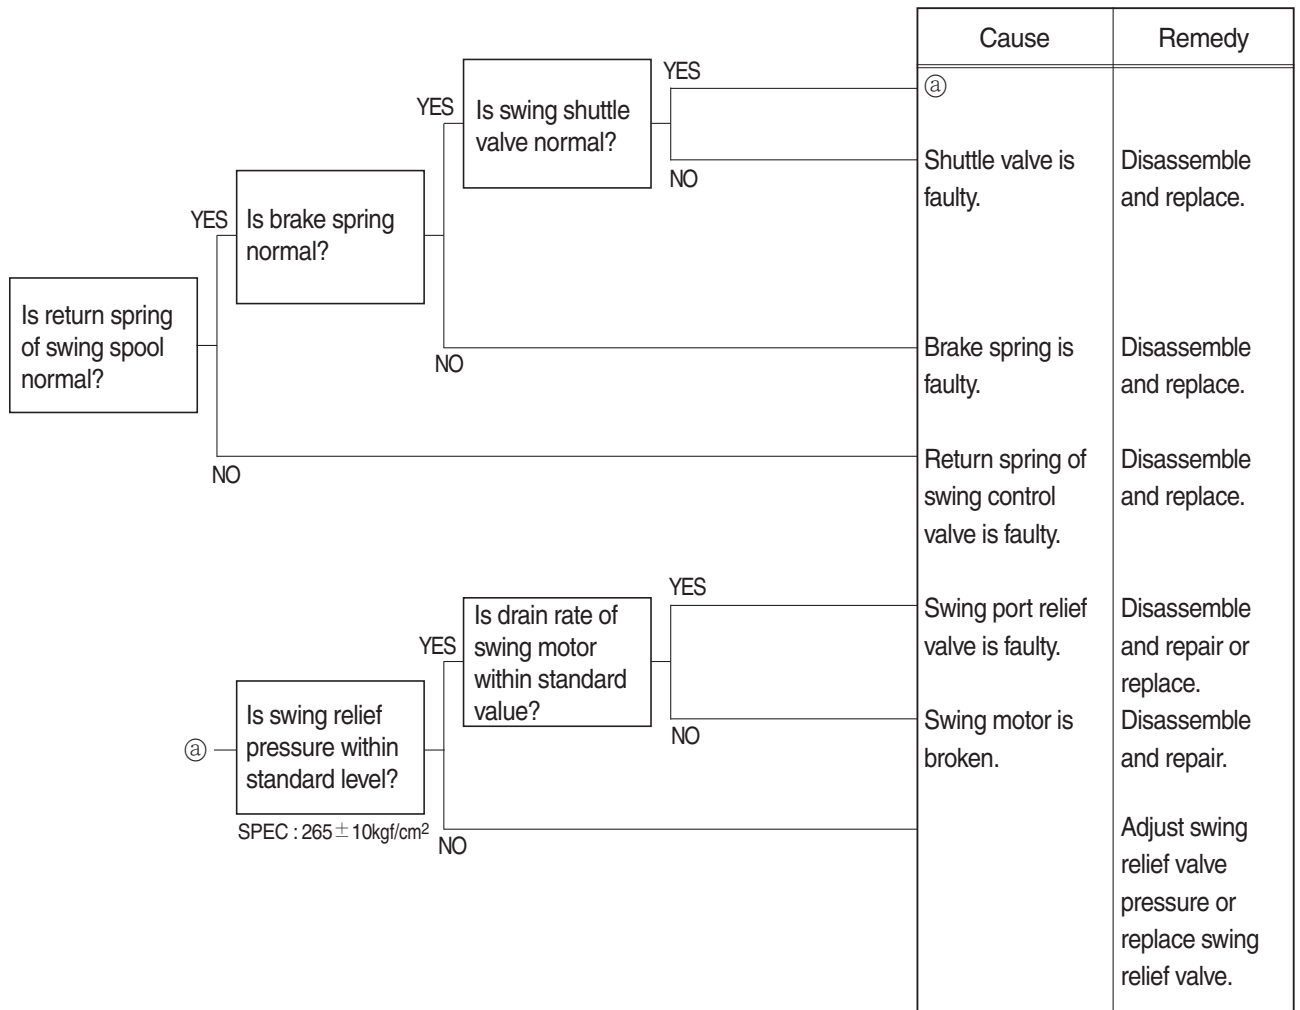 Cause
Remedy
YES
ⓐ
YES
Is swing shuttle
valve normal?
NO
Shuttle valve is
faulty.
Disassemble
and replace.
YES
Is brake spring
normal?
NO
Brake spring is
faulty.
Disassemble
and replace.
Is return spring
of swing spool
normal?
NO
Return spring of
swing control
valve is faulty.
Disassemble
and replace.
YES
Swing port relief
valve is faulty.
Disassemble
and repair or
replace.
YES
Is drain rate of
swing motor
within standard
value?
NO
Swing motor is
broken.
Disassemble
and repair.
ⓐ
Is swing relief
pressure within
standard level?
SPEC : 265±10kgf/cm²
NO
Adjust swing
relief valve
pressure or
replace swing
relief valve.